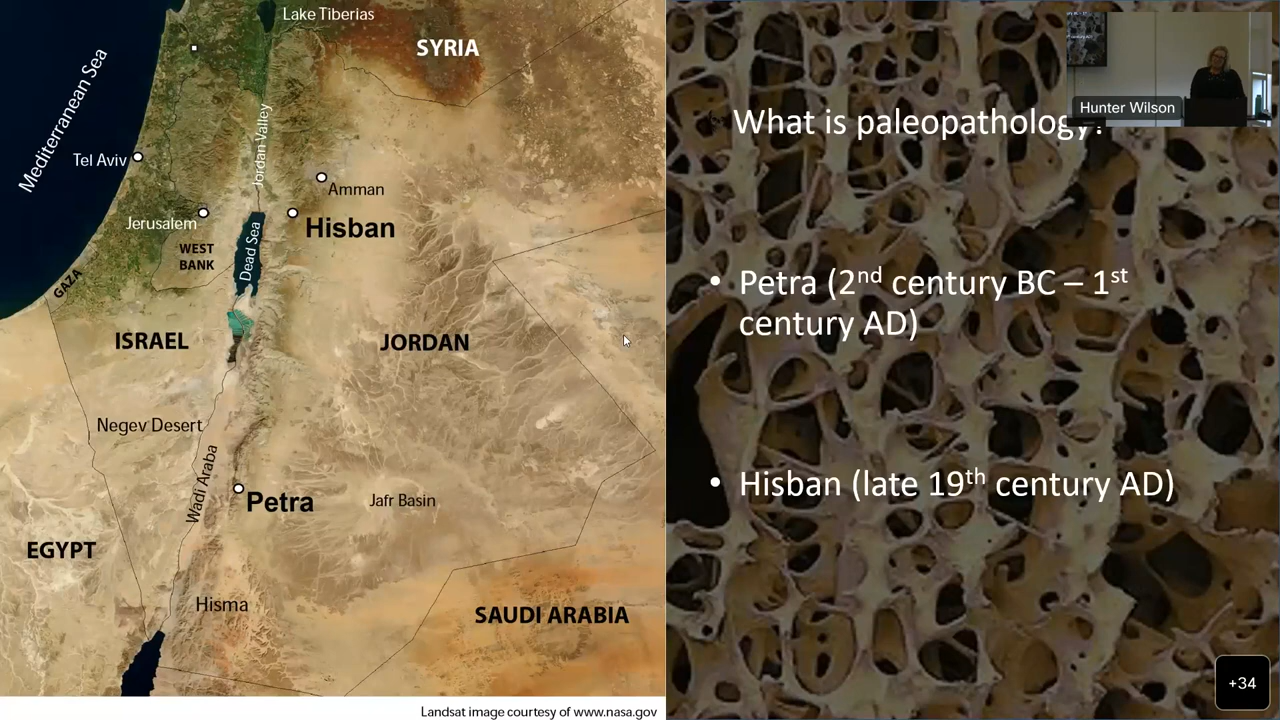 Lake Tiberias
SYRIA
Mediterranean Sea
Jordan Valley
Tel Aviv
Amman
Jerusalem
Hisban
WEST
BANK
Dead Sea
GAZA
ISRAEL
JORDAN
Negev Desert
Wadi Araba
Petra
Jafr Basin
EGYPT
Hisma
SAUDI ARABIA
Landsat image courtesy of www.nasa.gov
Hunter Wilson
What is paleopathology?
• Petra (2nd century BC – 1st
century AD)
• Hisban (late 19th century AD)
+34